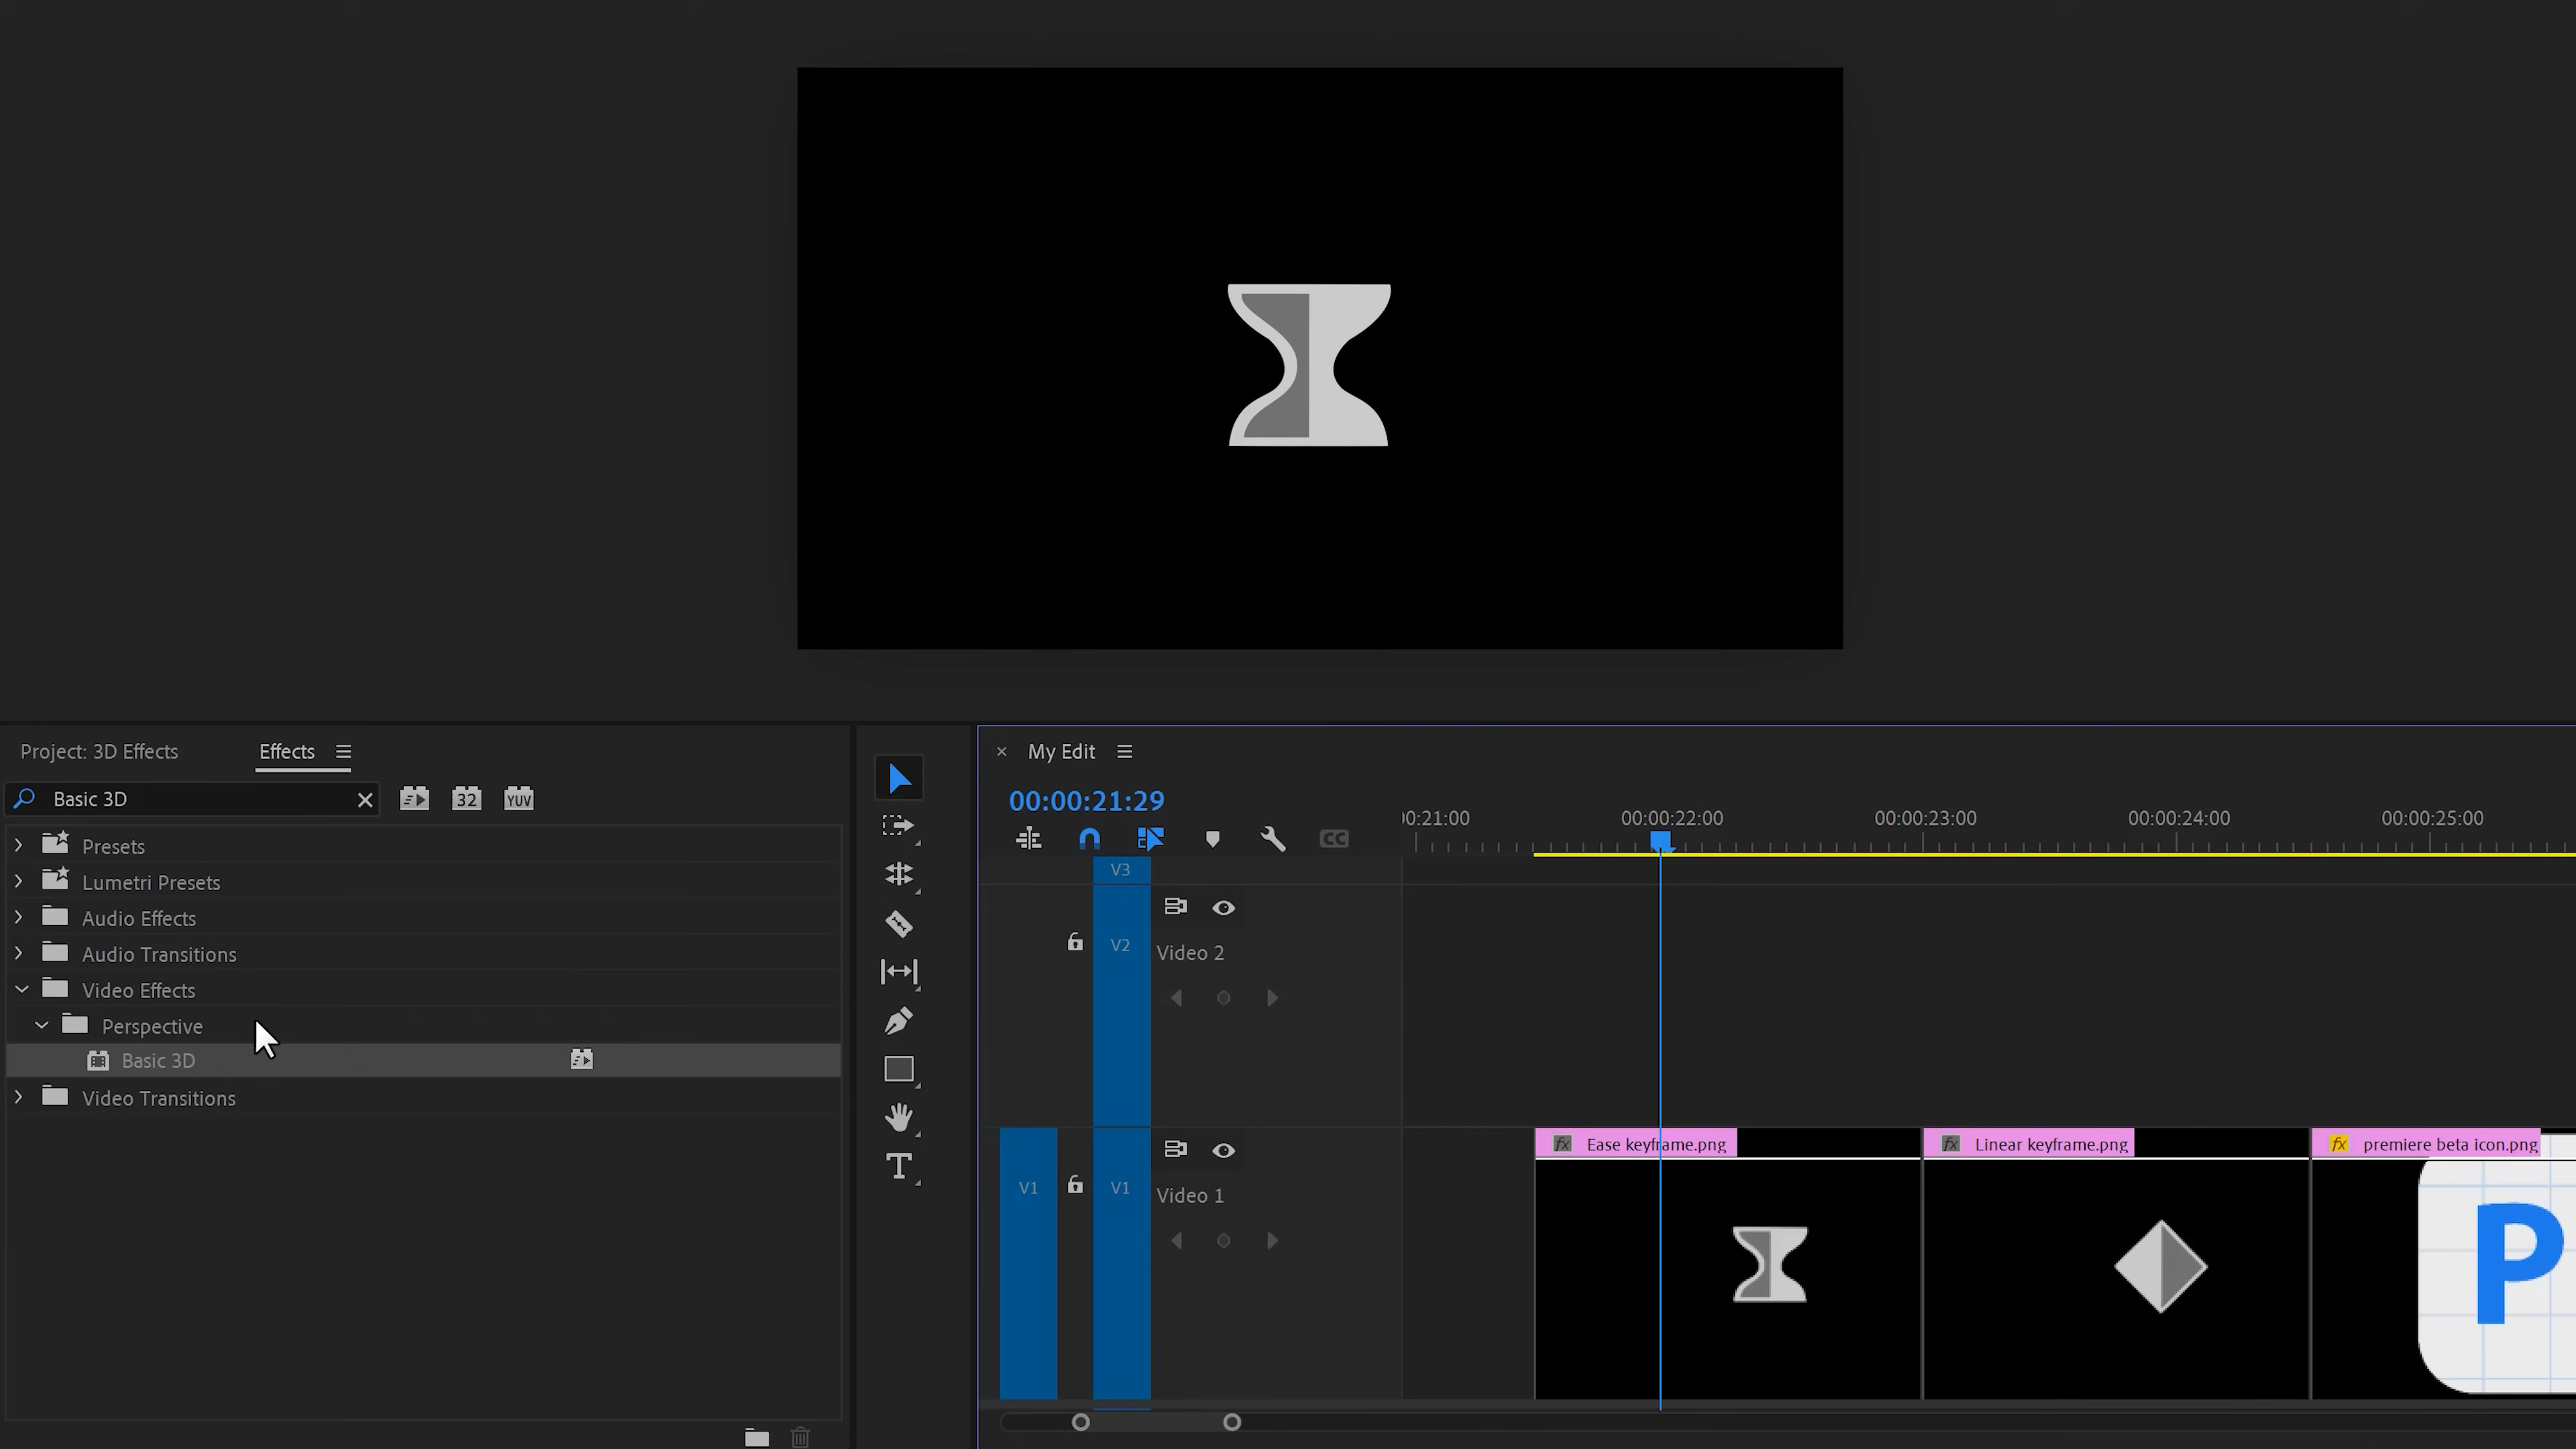 Project: 3D Effects
Effects
Basic 3D
32
YUV
Presets
Lumetri Presets
Audio Effects
Audio Transitions
Video Effects
Perspective
Basic 3D
Video Transitions
T
My Edit
00:00:21:29
CC
0:21:00
00:00:22:00
00:00:23:00
00:00:24:00
00:00:25:00
V3
V2
Video 2
V1
V1
Video 1
fx Ease keyframe.png
fx Linear keyframe.png
fx premiere beta icon.png
P